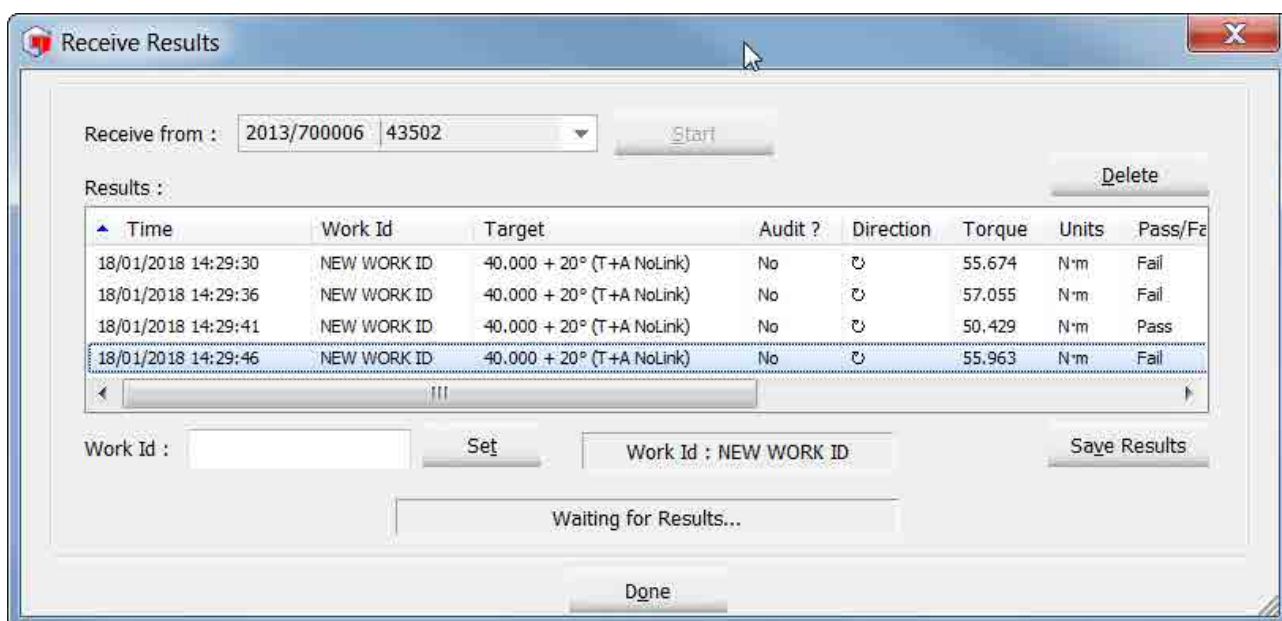 Receive Results
X
Receive from : 2013/700006 43502 Start
Delete
Results :
Time Work Id Target Audit ? Direction Torque Units Pass/Fa
18/01/2018 14:29:30 NEW WORK ID 40.000 + 20° (T+A NoLink) No ↻ 55.674 N·m Fail
18/01/2018 14:29:36 NEW WORK ID 40.000 + 20° (T+A NoLink) No ↻ 57.055 N·m Fail
18/01/2018 14:29:41 NEW WORK ID 40.000 + 20° (T+A NoLink) No ↻ 50.429 N·m Pass
18/01/2018 14:29:46 NEW WORK ID 40.000 + 20° (T+A NoLink) No ↻ 55.963 N·m Fail
Work Id : Set Work Id : NEW WORK ID Save Results
Waiting for Results...
Done